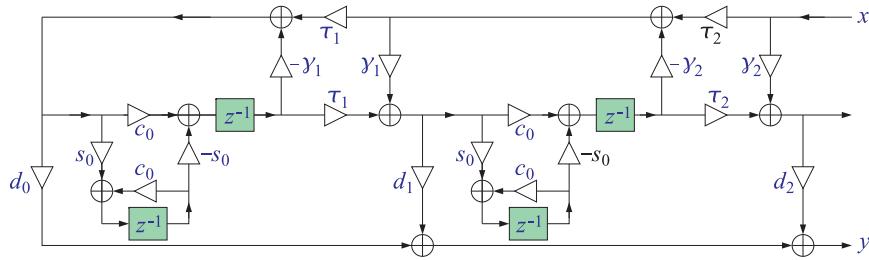 x
τ₁ τ₂
–γ₁ γ₁ –γ₂ γ₂
c₀ z⁻¹ τ₁ c₀ z⁻¹ τ₂
s₀ –s₀ s₀ –s₀
d₀ c₀ d₁ c₀ d₂
z⁻¹ z⁻¹
y